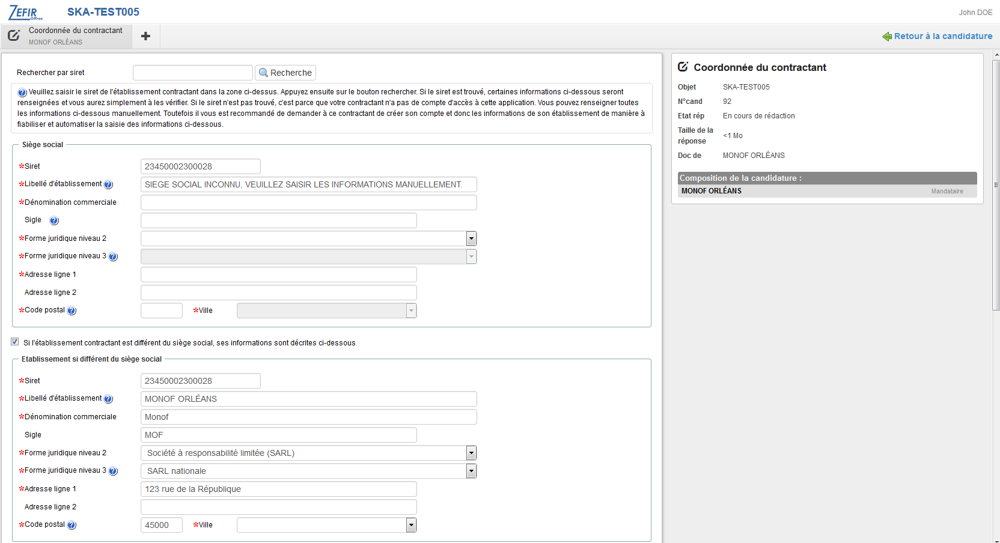 ZEFIR Offres
SKA-TEST005
John DOE
Coordonnée du contractant
MONOF ORLÉANS
Retour à la candidature
Rechercher par siret
Recherche
Veuillez saisir le siret de l'établissement contractant dans la zone ci-dessus. Appuyez ensuite sur le bouton rechercher. Si le siret est trouvé, certaines informations ci-dessous seront
renseignées et vous aurez simplement à les vérifier. Si le siret n'est pas trouvé, c'est parce que votre contractant n'a pas de compte d'accès à cette application. Vous pouvez renseigner toutes
les informations ci-dessous manuellement. Toutefois il vous est recommandé de demander à ce contractant de créer son compte et donc les informations de son établissement de manière à
fiabiliser et automatiser la saisie des informations ci-dessous.
Siège social
*Siret 23450002300028
*Libellé d'établissement SIEGE SOCIAL INCONNU, VEUILLEZ SAISIR LES INFORMATIONS MANUELLEMENT.
*Dénomination commerciale
Sigle
*Forme juridique niveau 2
*Forme juridique niveau 3
*Adresse ligne 1
Adresse ligne 2
*Code postal *Ville
Si l'établissement contractant est différent du siège social, ses informations sont décrites ci-dessous
Etablissement si différent du siège social
*Siret 23450002300028
*Libellé d'établissement MONOF ORLÉANS
*Dénomination commerciale Monof
Sigle MOF
*Forme juridique niveau 2 Société à responsabilité limitée (SARL)
*Forme juridique niveau 3 SARL nationale
*Adresse ligne 1 123 rue de la République
Adresse ligne 2
*Code postal 45000 *Ville
Coordonnée du contractant
Objet SKA-TEST005
N°cand 92
Etat rép En cours de rédaction
Taille de la
réponse <1 Mo
Doc de MONOF ORLÉANS
Composition de la candidature :
MONOF ORLÉANS Mandataire